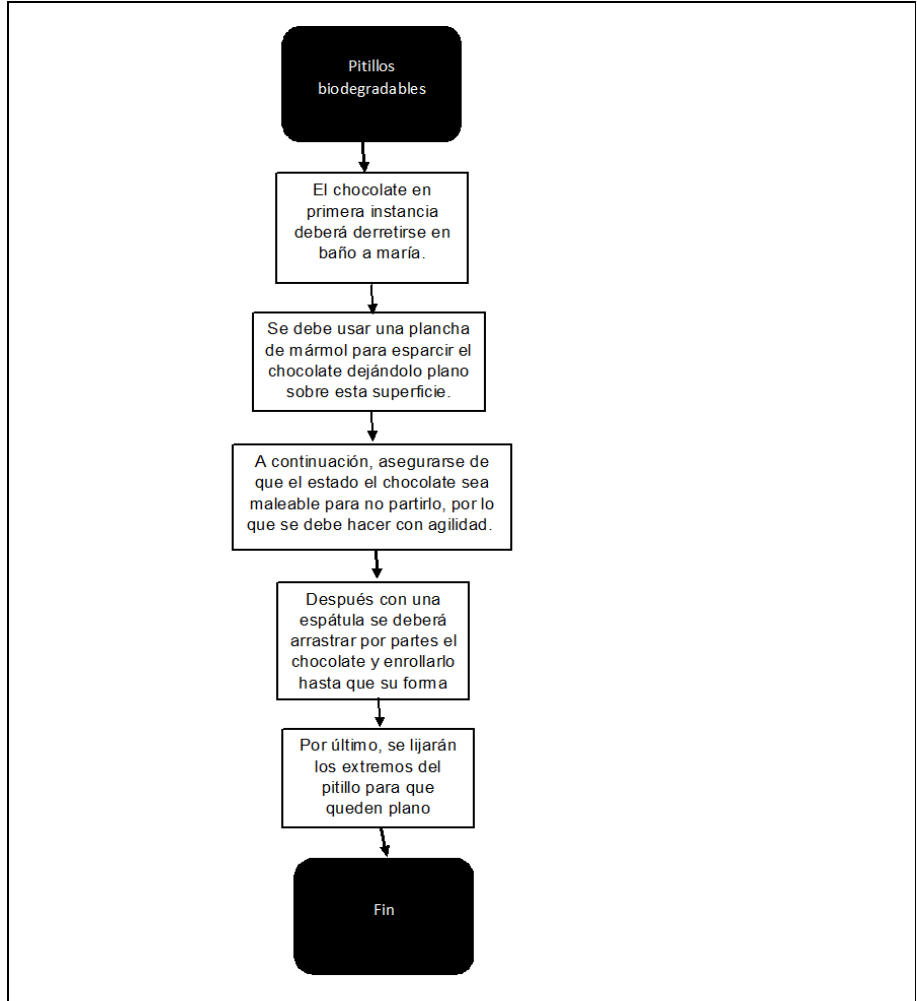 Pitillos
biodegradables
El chocolate en
primera instancia
deberá derretirse en
baño a maría.
Se debe usar una plancha
de mármol para esparcir el
chocolate dejándolo plano
sobre esta superficie.
A continuación, asegurarse de
que el estado el chocolate sea
maleable para no partirlo, por lo
que se debe hacer con agilidad.
Después con una
espátula se deberá
arrastrar por partes el
chocolate y enrollarlo
hasta que su forma
Por último, se lijarán
los extremos del
pitillo para que
queden plano
Fin